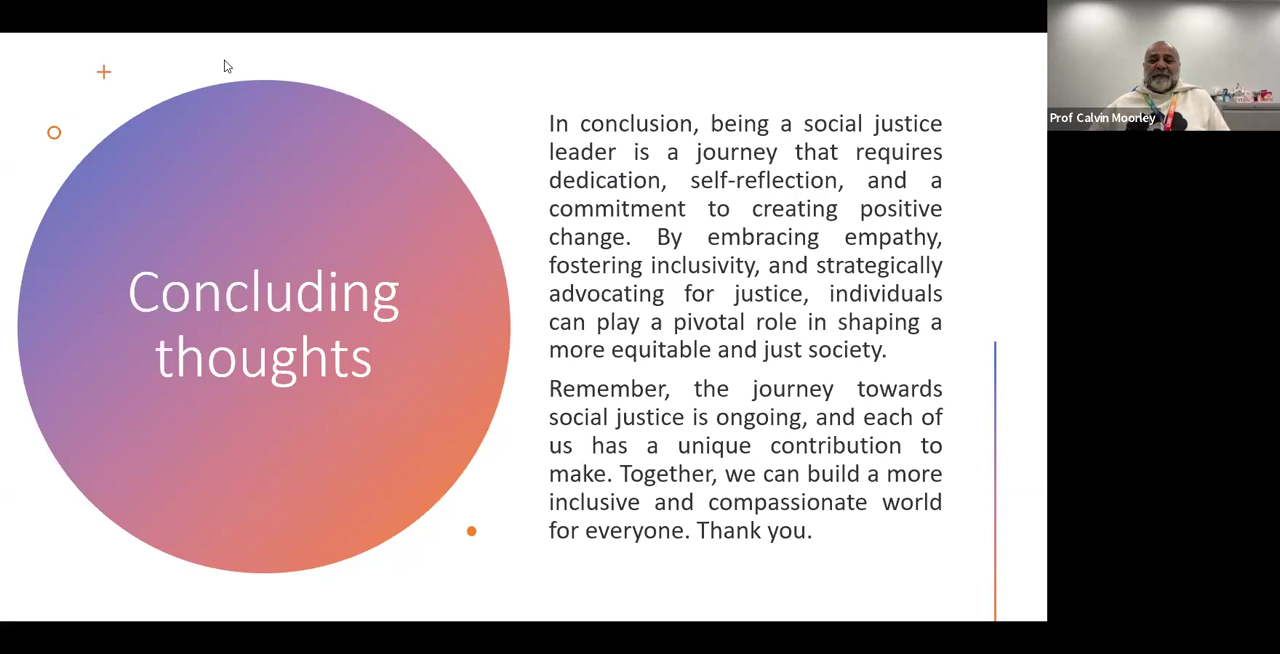 Concluding
thoughts
In conclusion, being a social justice
leader is a journey that requires
dedication, self-reflection, and a
commitment to creating positive
change. By embracing empathy,
fostering inclusivity, and strategically
advocating for justice, individuals
can play a pivotal role in shaping a
more equitable and just society.
Remember, the journey towards
social justice is ongoing, and each of
us has a unique contribution to
make. Together, we can build a more
inclusive and compassionate world
for everyone. Thank you.
Prof Calvin Moorley